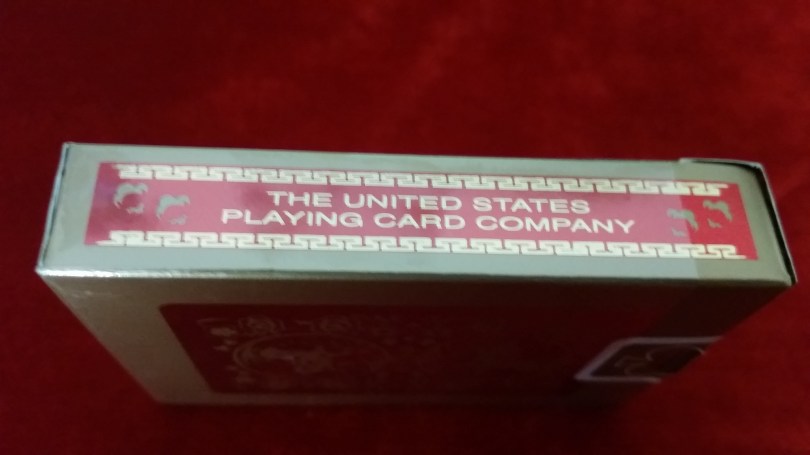 THE UNITED STATES
PLAYING CARD COMPANY